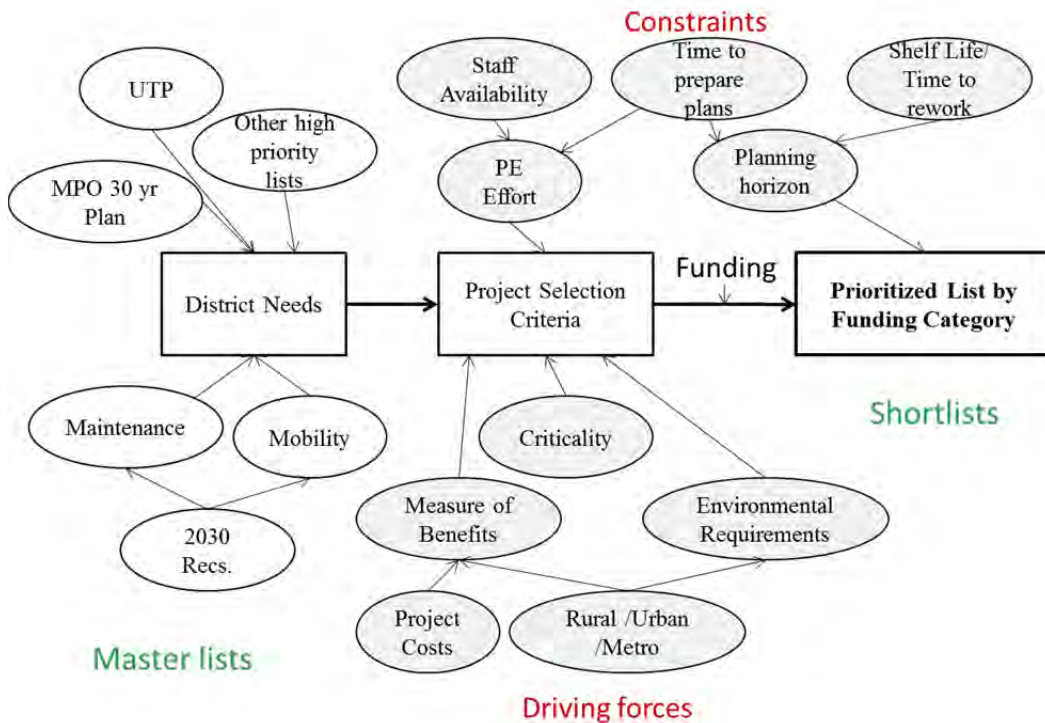 Constraints
UTP
Other high
priority
lists
MPO 30 yr
Plan
Staff
Availability
Time to
prepare
plans
Shelf Life/
Time to
rework
PE
Effort
Planning
horizon
District Needs
Project Selection
Criteria
Funding
Prioritized List by
Funding Category
Shortlists
Maintenance
Mobility
Criticality
2030
Recs.
Measure of
Benefits
Environmental
Requirements
Project
Costs
Rural /Urban
/Metro
Master lists
Driving forces